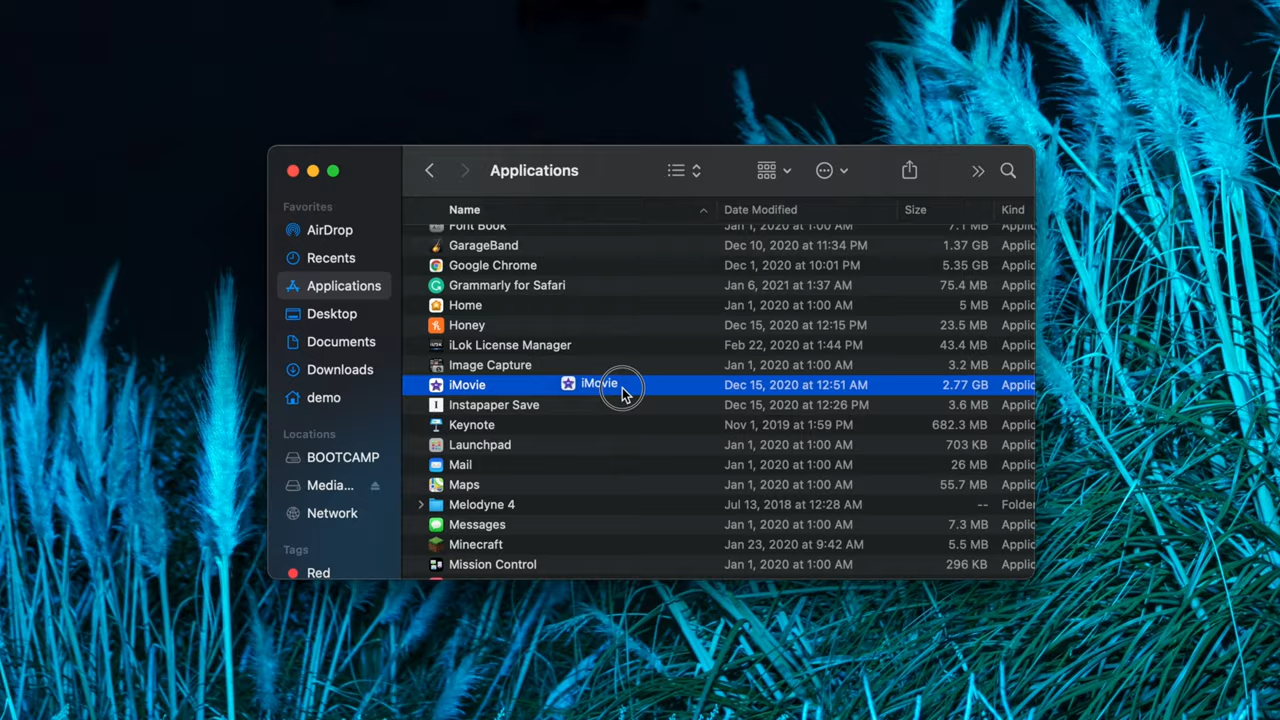 Applications
Favorites
AirDrop
Recents
Applications
Desktop
Documents
Downloads
demo
Locations
BOOTCAMP
Media...
Network
Tags
Red
Name Date Modified Size Kind
Font Book Jan 1, 2020 at 1:00 AM 7.1 MB Applic
GarageBand Dec 10, 2020 at 11:34 PM 1.37 GB Applic
Google Chrome Dec 1, 2020 at 10:01 PM 5.35 GB Applic
Grammarly for Safari Jan 6, 2021 at 1:37 AM 75.4 MB Applic
Home Jan 1, 2020 at 1:00 AM 5 MB Applic
Honey Dec 15, 2020 at 12:15 PM 23.5 MB Applic
iLok License Manager Feb 22, 2020 at 1:44 PM 43.4 MB Applic
Image Capture Jan 1, 2020 at 1:00 AM 3.2 MB Applic
iMovie iMovie Dec 15, 2020 at 12:51 AM 2.77 GB Applic
Instapaper Save Dec 15, 2020 at 12:26 PM 3.6 MB Applic
Keynote Nov 1, 2019 at 1:59 PM 682.3 MB Applic
Launchpad Jan 1, 2020 at 1:00 AM 703 KB Applic
Mail Jan 1, 2020 at 1:00 AM 26 MB Applic
Maps Jan 1, 2020 at 1:00 AM 55.7 MB Applic
Melodyne 4 Jul 13, 2018 at 12:28 AM -- Folder
Messages Jan 1, 2020 at 1:00 AM 7.3 MB Applic
Minecraft Jan 23, 2020 at 9:42 AM 5.5 MB Applic
Mission Control Jan 1, 2020 at 1:00 AM 296 KB Applic